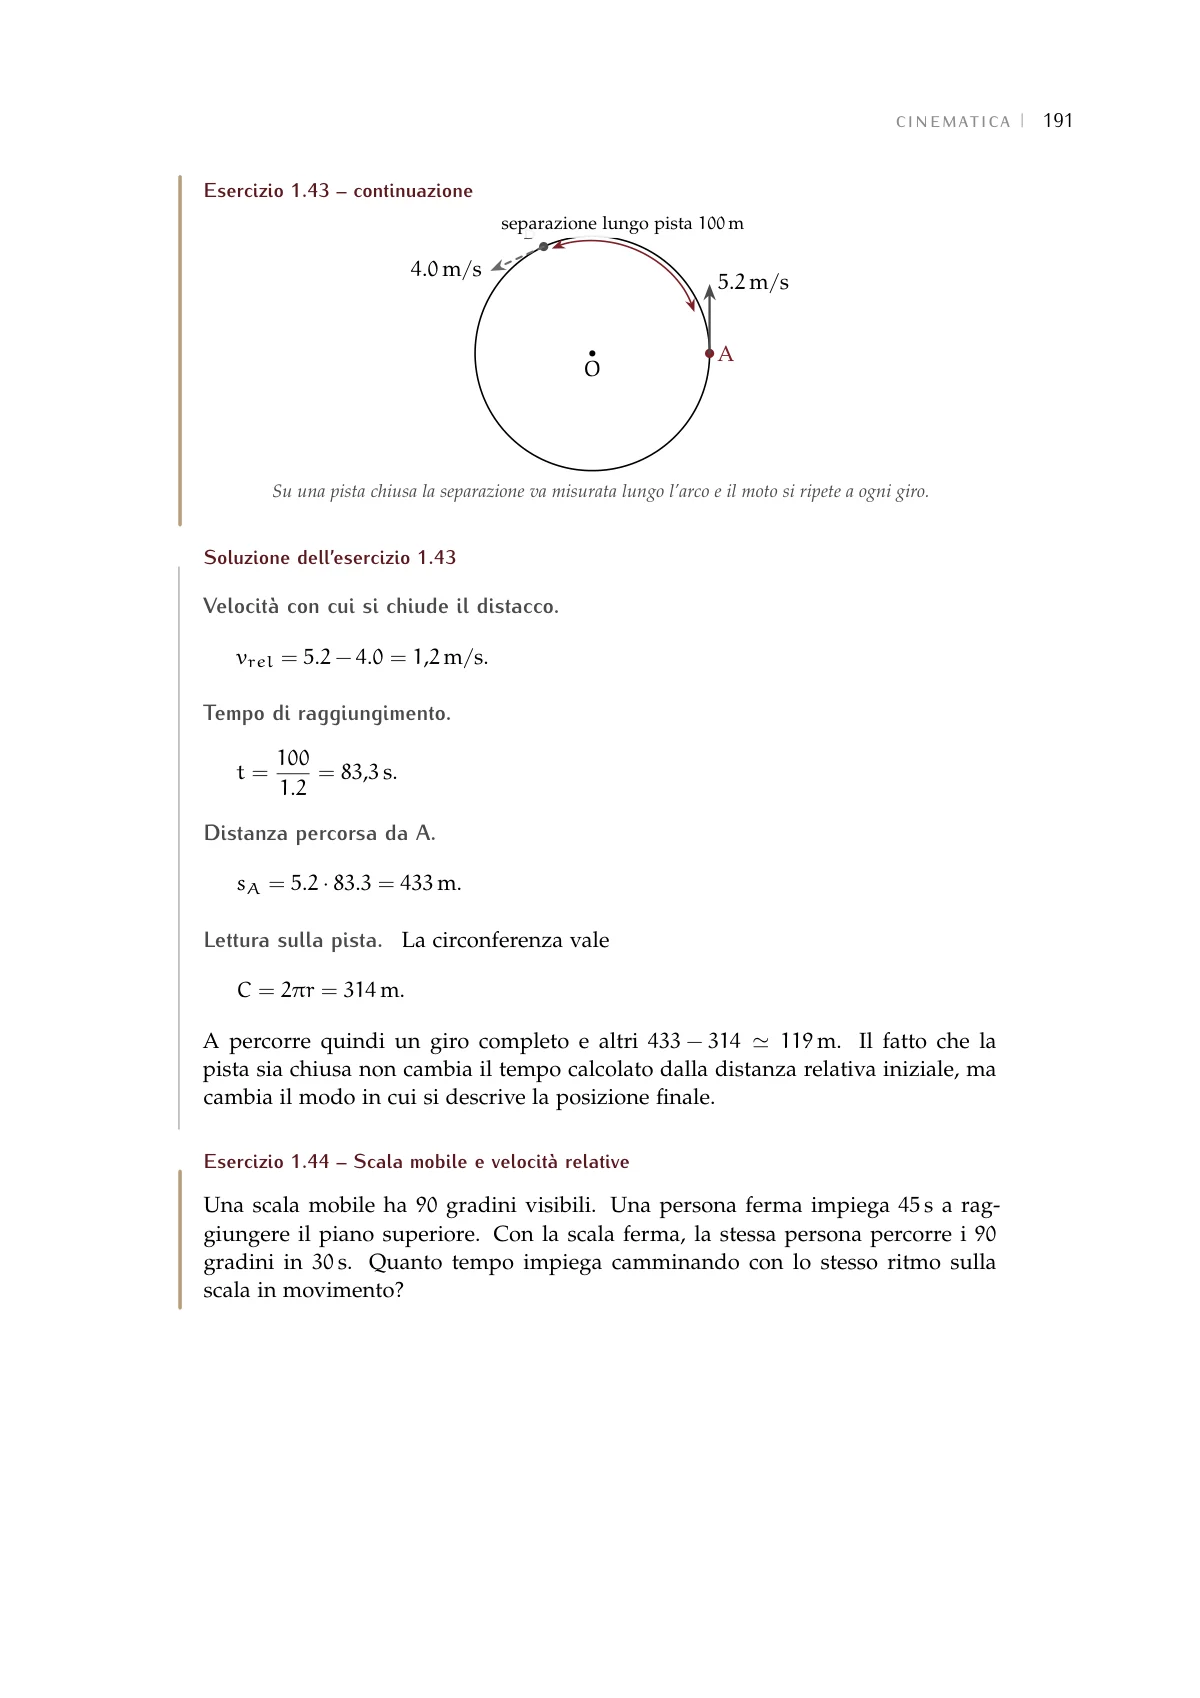 CINEMATICA | 191
Esercizio 1.43 – continuazione
separazione lungo pista 100 m
4.0 m/s
5.2 m/s
A
O
Su una pista chiusa la separazione va misurata lungo l'arco e il moto si ripete a ogni giro.
Soluzione dell'esercizio 1.43
Velocità con cui si chiude il distacco.
v_rel = 5.2 − 4.0 = 1,2 m/s.
Tempo di raggiungimento.
t = 100/1.2 = 83,3 s.
Distanza percorsa da A.
s_A = 5.2 · 83.3 = 433 m.
Lettura sulla pista. La circonferenza vale
C = 2πr = 314 m.
A percorre quindi un giro completo e altri 433 − 314 ≃ 119 m. Il fatto che la
pista sia chiusa non cambia il tempo calcolato dalla distanza relativa iniziale, ma
cambia il modo in cui si descrive la posizione finale.
Esercizio 1.44 – Scala mobile e velocità relative
Una scala mobile ha 90 gradini visibili. Una persona ferma impiega 45 s a rag-
giungere il piano superiore. Con la scala ferma, la stessa persona percorre i 90
gradini in 30 s. Quanto tempo impiega camminando con lo stesso ritmo sulla
scala in movimento?